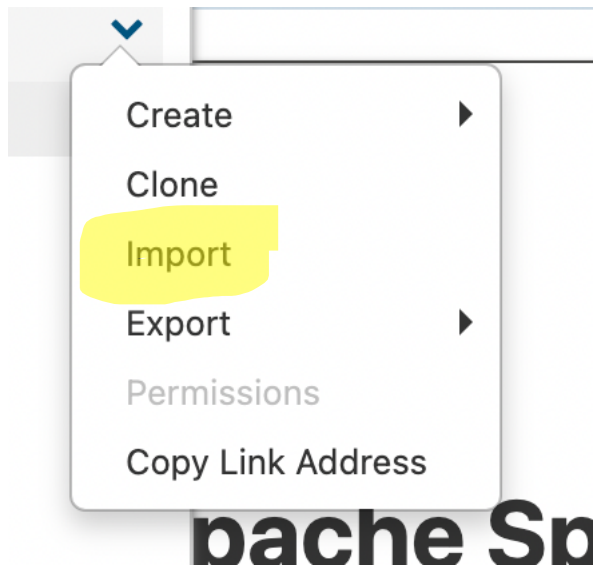 Create
Clone
Import
Export
Permissions
Copy Link Address
pache Sp